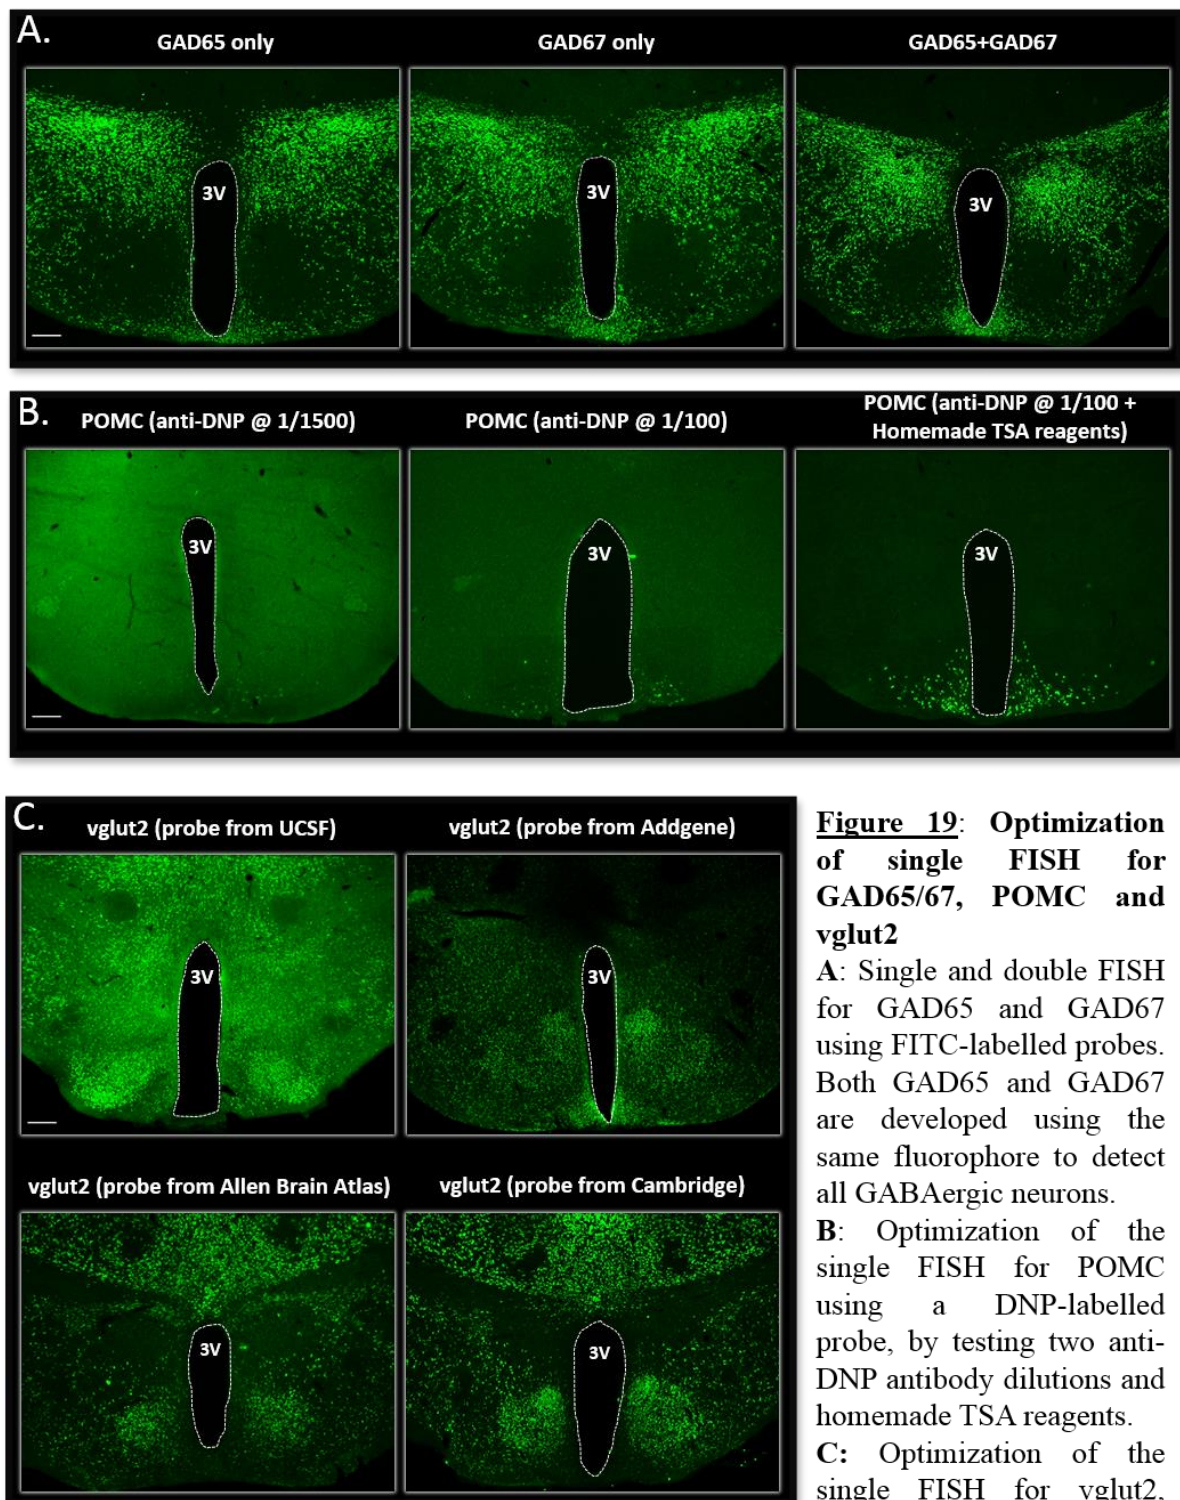 A.
GAD65 only
GAD67 only
GAD65+GAD67
3V
3V
3V
B.
POMC (anti-DNP @ 1/1500)
POMC (anti-DNP @ 1/100)
POMC (anti-DNP @ 1/100 +
Homemade TSA reagents)
3V
3V
3V
C.
vglut2 (probe from UCSF)
vglut2 (probe from Addgene)
3V
3V
vglut2 (probe from Allen Brain Atlas)
vglut2 (probe from Cambridge)
3V
3V
Figure 19: Optimization
of single FISH for
GAD65/67, POMC and
vglut2
A: Single and double FISH
for GAD65 and GAD67
using FITC-labelled probes.
Both GAD65 and GAD67
are developed using the
same fluorophore to detect
all GABAergic neurons.
B: Optimization of the
single FISH for POMC
using a DNP-labelled
probe, by testing two anti-
DNP antibody dilutions and
homemade TSA reagents.
C: Optimization of the
single FISH for vglut2,